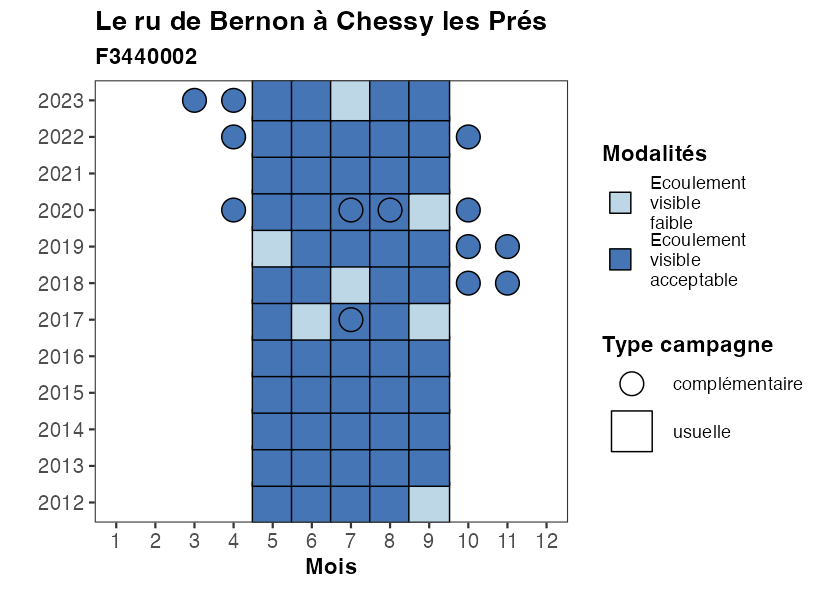 Le ru de Bernon à Chessy les Prés
F3440002
2023
2022
2021
2020
2019
2018
2017
2016
2015
2014
2013
2012
1 2 3 4 5 6 7 8 9 10 11 12
Mois
Modalités
Ecoulement
visible
faible
Ecoulement
visible
acceptable
Type campagne
complémentaire
usuelle